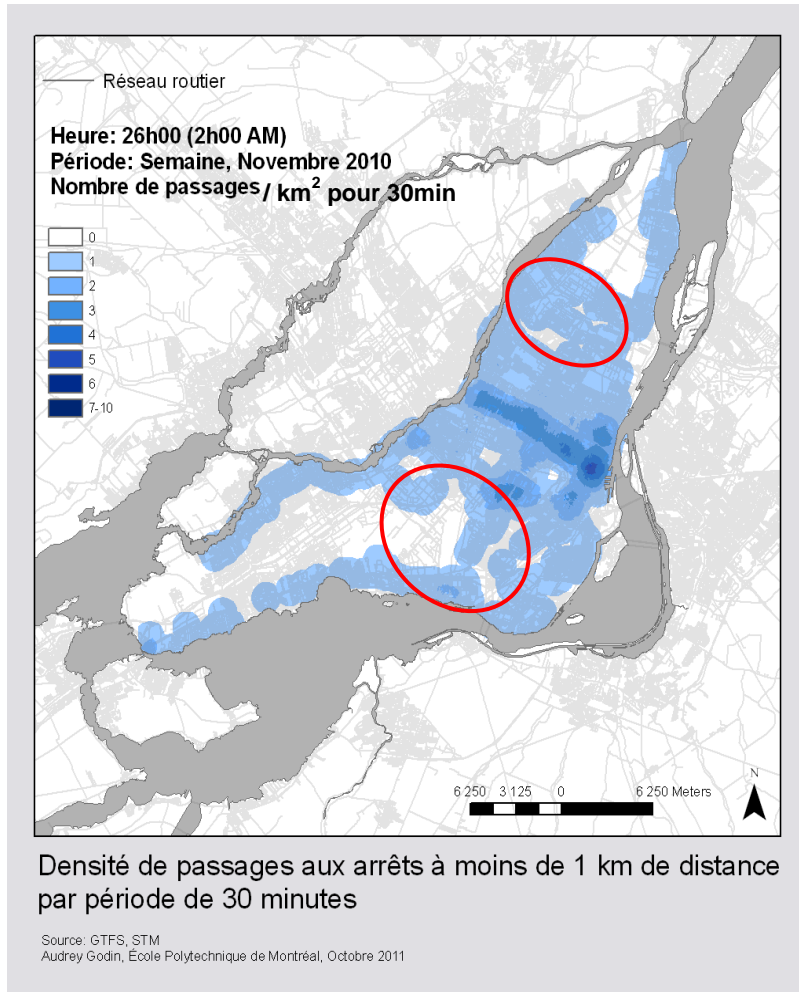 Réseau routier
Heure: 26h00 (2h00 AM)
Période: Semaine, Novembre 2010
Nombre de passages / km² pour 30min
0
1
2
3
4
5
6
7-10
N
6 250 3 125 0 6 250 Meters
Densité de passages aux arrêts à moins de 1 km de distance
par période de 30 minutes
Source: GTFS, STM
Audrey Godin, École Polytechnique de Montréal, Octobre 2011